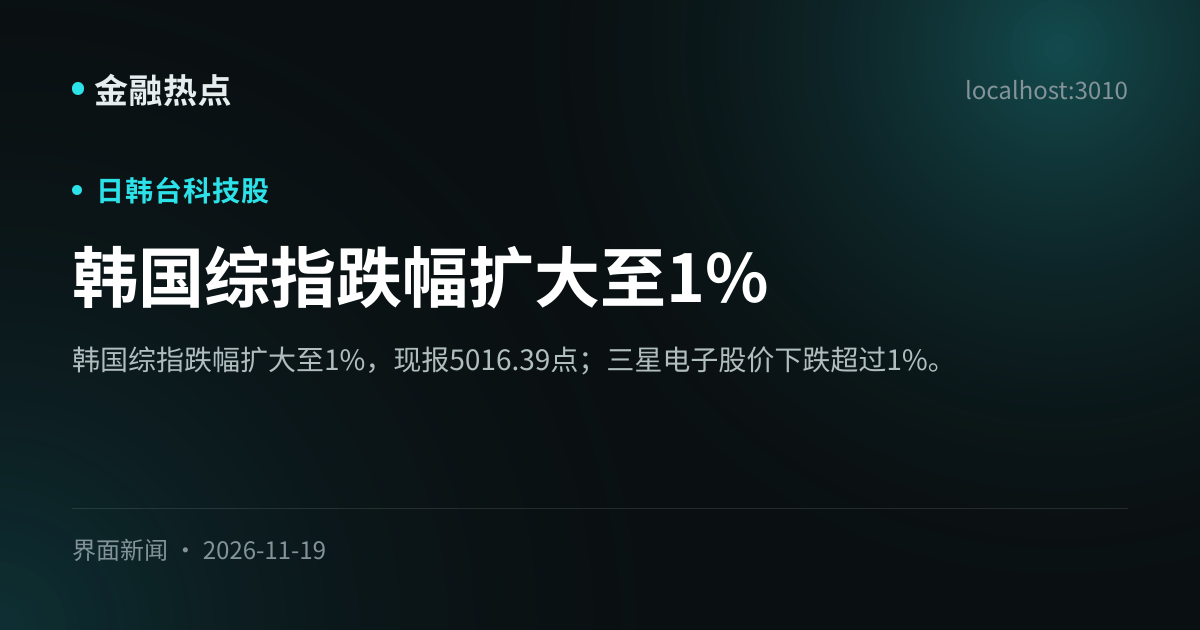 金融热点
localhost:3010
日韩台科技股
韩国综指跌幅扩大至1%
韩国综指跌幅扩大至1%，现报5016.39点；三星电子股价下跌超过1%。
界面新闻 · 2026-11-19